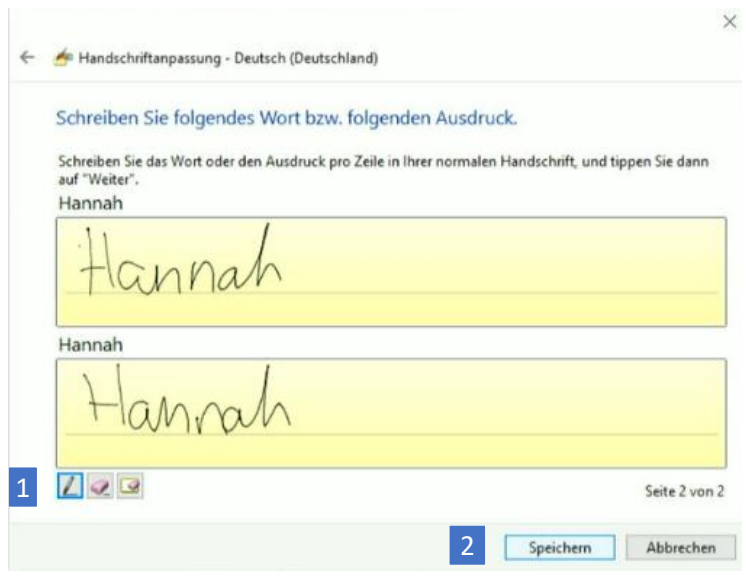 Handschriftanpassung - Deutsch (Deutschland)
Schreiben Sie folgendes Wort bzw. folgenden Ausdruck.
Schreiben Sie das Wort oder den Ausdruck pro Zeile in Ihrer normalen Handschrift, und tippen Sie dann
auf "Weiter".
Hannah
Hannah
Hannah
Hannah
1
Seite 2 von 2
2 Speichern Abbrechen